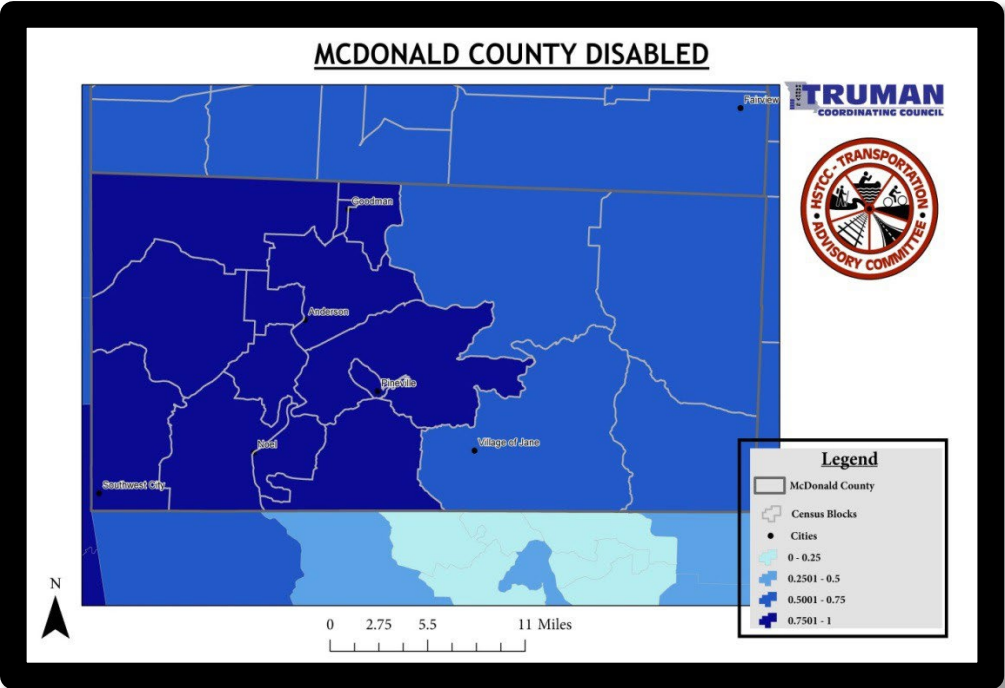 MCDONALD COUNTY DISABLED
TRUMAN
COORDINATING COUNCIL
HSTCC - TRANSPORTATION
ADVISORY COMMITTEE
Fairview
Goodman
Anderson
Pineville
Noel
Village of Jane
Southwest City
Legend
McDonald County
Census Blocks
Cities
0 - 0.25
0.2501 - 0.5
0.5001 - 0.75
0.7501 - 1
N
0 2.75 5.5 11 Miles